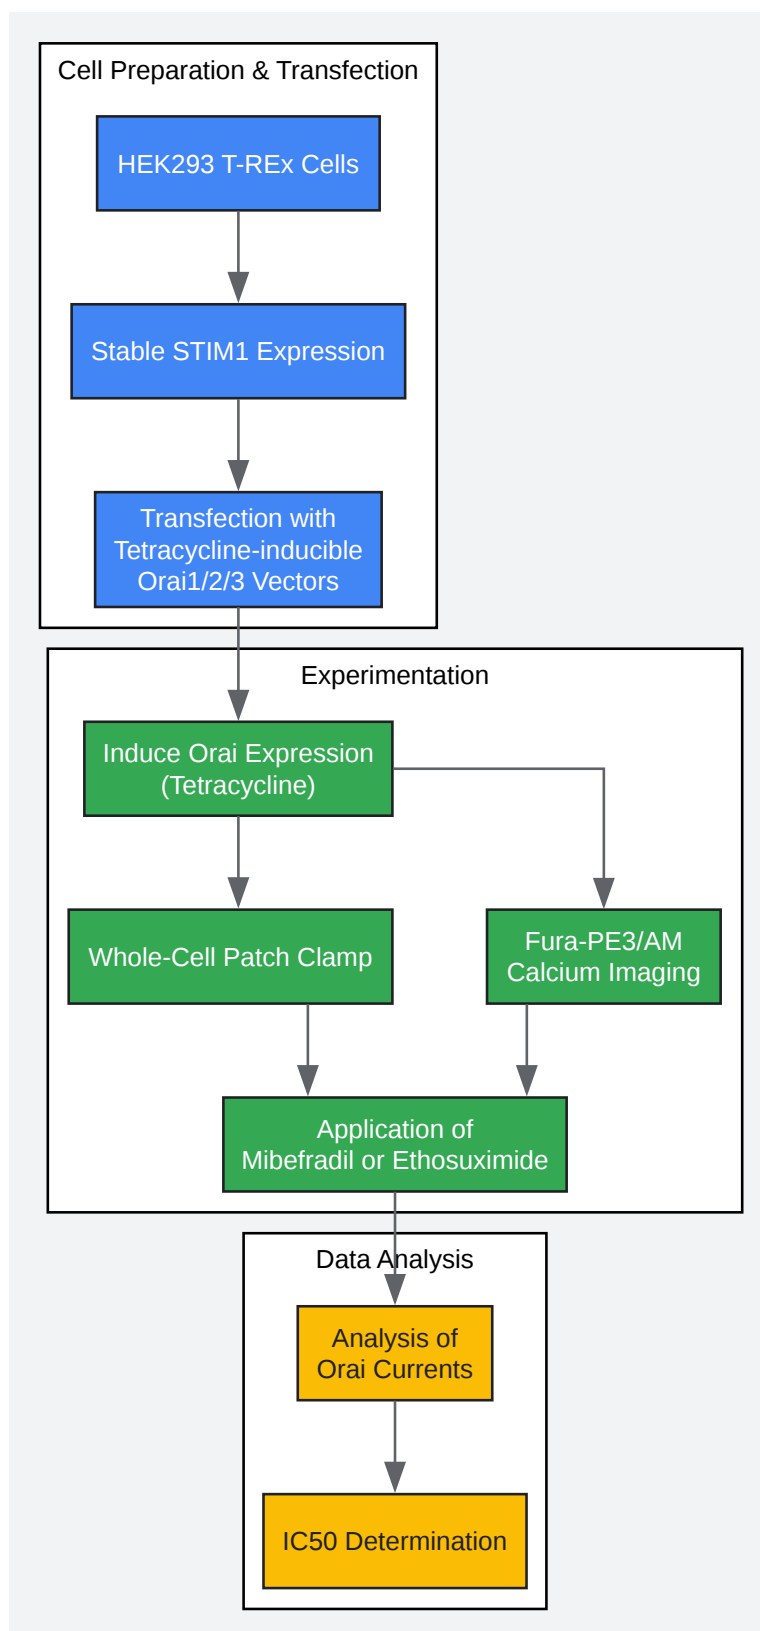 Cell Preparation & Transfection
HEK293 T-REx Cells
Stable STIM1 Expression
Transfection with
Tetracycline-inducible
Orai1/2/3 Vectors
Experimentation
Induce Orai Expression
(Tetracycline)
Whole-Cell Patch Clamp
Fura-PE3/AM
Calcium Imaging
Application of
Mibefradil or Ethosuximide
Data Analysis
Analysis of
Orai Currents
IC50 Determination